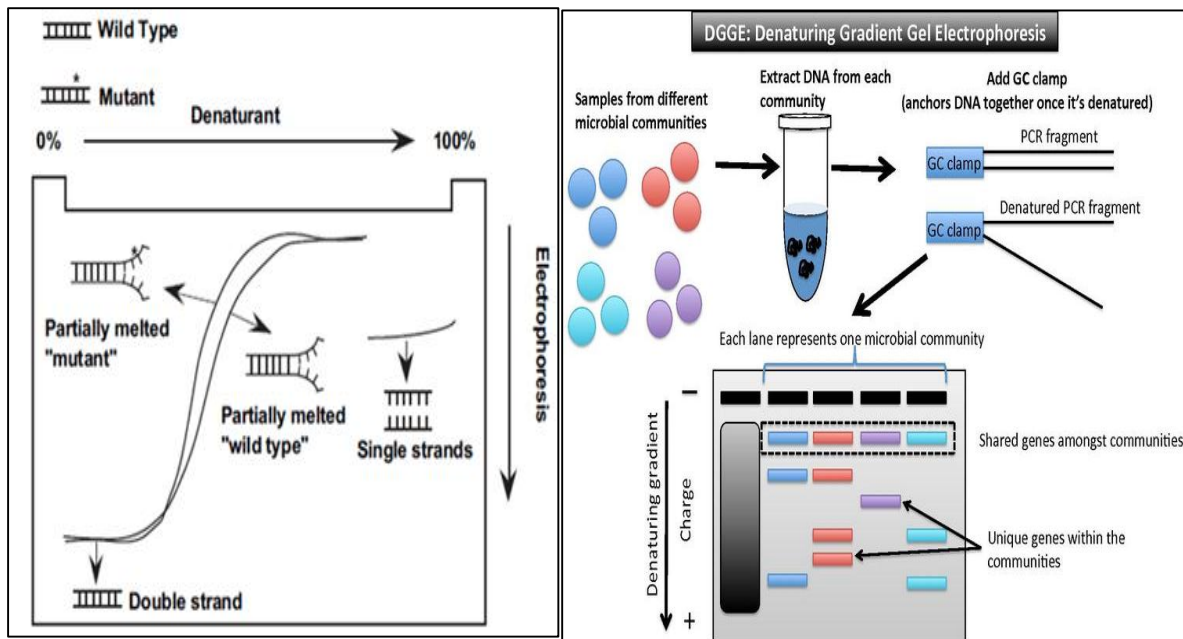 Wild Type
*
Mutant
Denaturant
0%
100%
Electrophoresis
*
Partially melted
"mutant"
Partially melted
"wild type"
Single strands
Double strand
DGGE: Denaturing Gradient Gel Electrophoresis
Samples from different
microbial communities
Extract DNA from each
community
Add GC clamp
(anchors DNA together once it's denatured)
PCR fragment
GC clamp
Denatured PCR fragment
GC clamp
Each lane represents one microbial community
–
Denaturing gradient
Charge
+
Shared genes amongst communities
Unique genes within the
communities